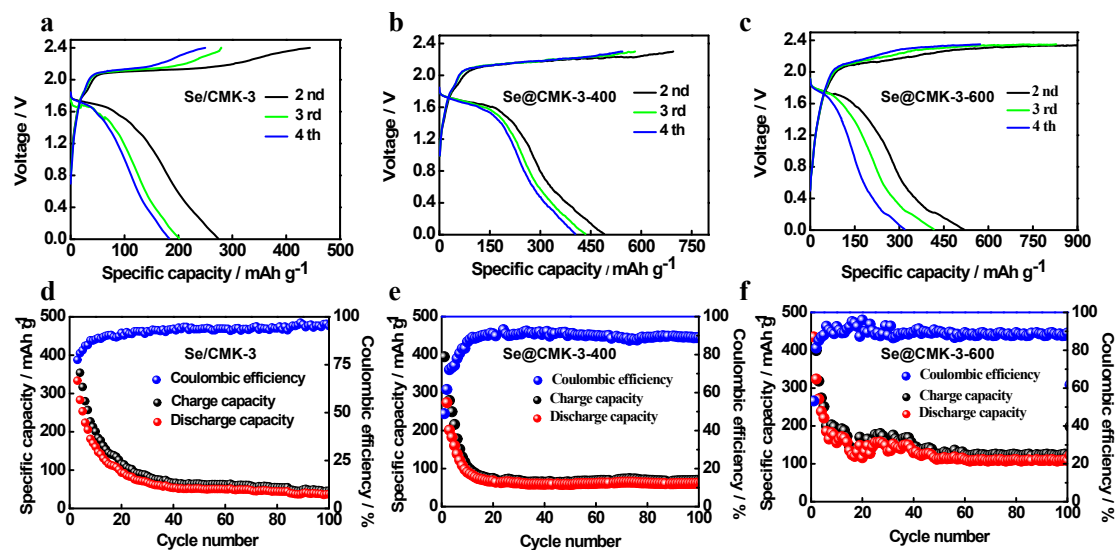 a
Voltage / V
2.4
2.0
1.6
1.2
0.8
0.4
0.0
Se/CMK-3
2 nd
3 rd
4 th
0 100 200 300 400 500
Specific capacity / mAh g-1
b
Voltage / V
2.4
2.0
1.6
1.2
0.8
0.4
0.0
Se@CMK-3-400
2 nd
3 rd
4 th
0 150 300 450 600 750
Specific capacity / mAh g-1
c
Voltage / V
2.4
2.0
1.6
1.2
0.8
0.4
0.0
Se@CMK-3-600
2 nd
3 rd
4 th
0 150 300 450 600 750 900
Specific capacity / mAh g-1
d
Specific capacity / mAh g-1
500
400
300
200
100
0
Se/CMK-3
Coulombic efficiency
Charge capacity
Discharge capacity
100
75
50
25
0
Coulombic efficiency / %
0 20 40 60 80 100
Cycle number
e
Specific capacity / mAh g-1
500
400
300
200
100
0
Se@CMK-3-400
Coulombic efficiency
Charge capacity
Discharge capacity
100
80
60
40
20
0
Coulombic efficiency / %
0 20 40 60 80 100
Cycle number
f
Specific capacity / mAh g-1
500
400
300
200
100
0
Se@CMK-3-600
Coulombic efficiency
Charge capacity
Discharge capacity
100
80
60
40
20
0
Coulombic efficiency / %
0 20 40 60 80 100
Cycle number